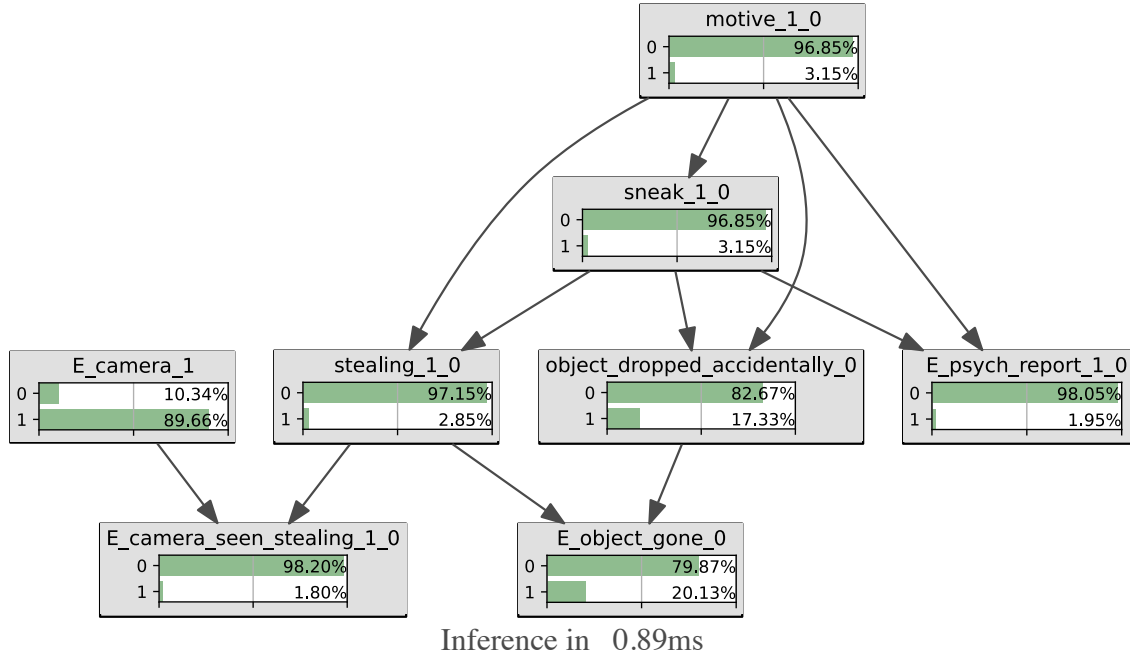 motive_1_0
0 96.85%
1 3.15%
sneak_1_0
0 96.85%
1 3.15%
E_camera_1
0 10.34%
1 89.66%
stealing_1_0
0 97.15%
1 2.85%
object_dropped_accidentally_0
0 82.67%
1 17.33%
E_psych_report_1_0
0 98.05%
1 1.95%
E_camera_seen_stealing_1_0
0 98.20%
1 1.80%
E_object_gone_0
0 79.87%
1 20.13%
Inference in 0.89ms